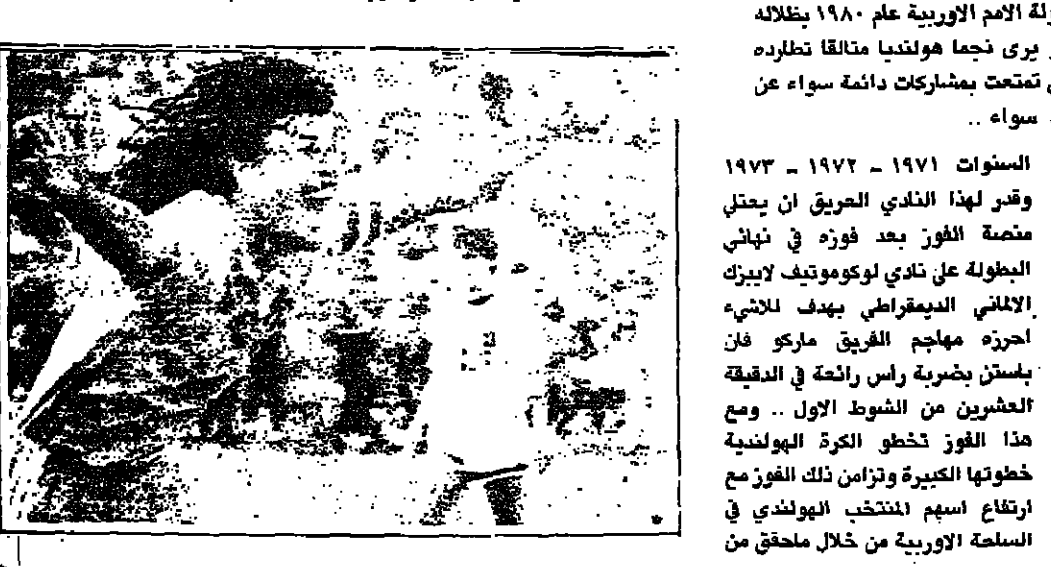 ولة الامم الاوربية عام ١٩٨٠ بظلاله
يرى نجما هولنديا متالقا تطارده
تمتعت بمشاركات دائمة سواء عن
سواء ..
السنوات ١٩٧١ ـ ١٩٧٢ ـ ١٩٧٣
وقدر لهذا النادي العريق ان يعتلي
منصة الفوز بعد فوزه في نهائي
البطولة على نادي لوكوموتيف لايبزك
الالماني الديمقراطي بهدف للاشيء
احرزه مهاجم الفريق ماركو فان
باستن بضربة راس رائعة في الدقيقة
العشرين من الشوط الاول .. ومع
هذا الفوز تخطو الكرة الهولندية
خطوتها الكبيرة وتزامن ذلك الفوز مع
ارتفاع اسهم المنتخب الهولندي في
الساحة الاوربية من خلال ماحقق من